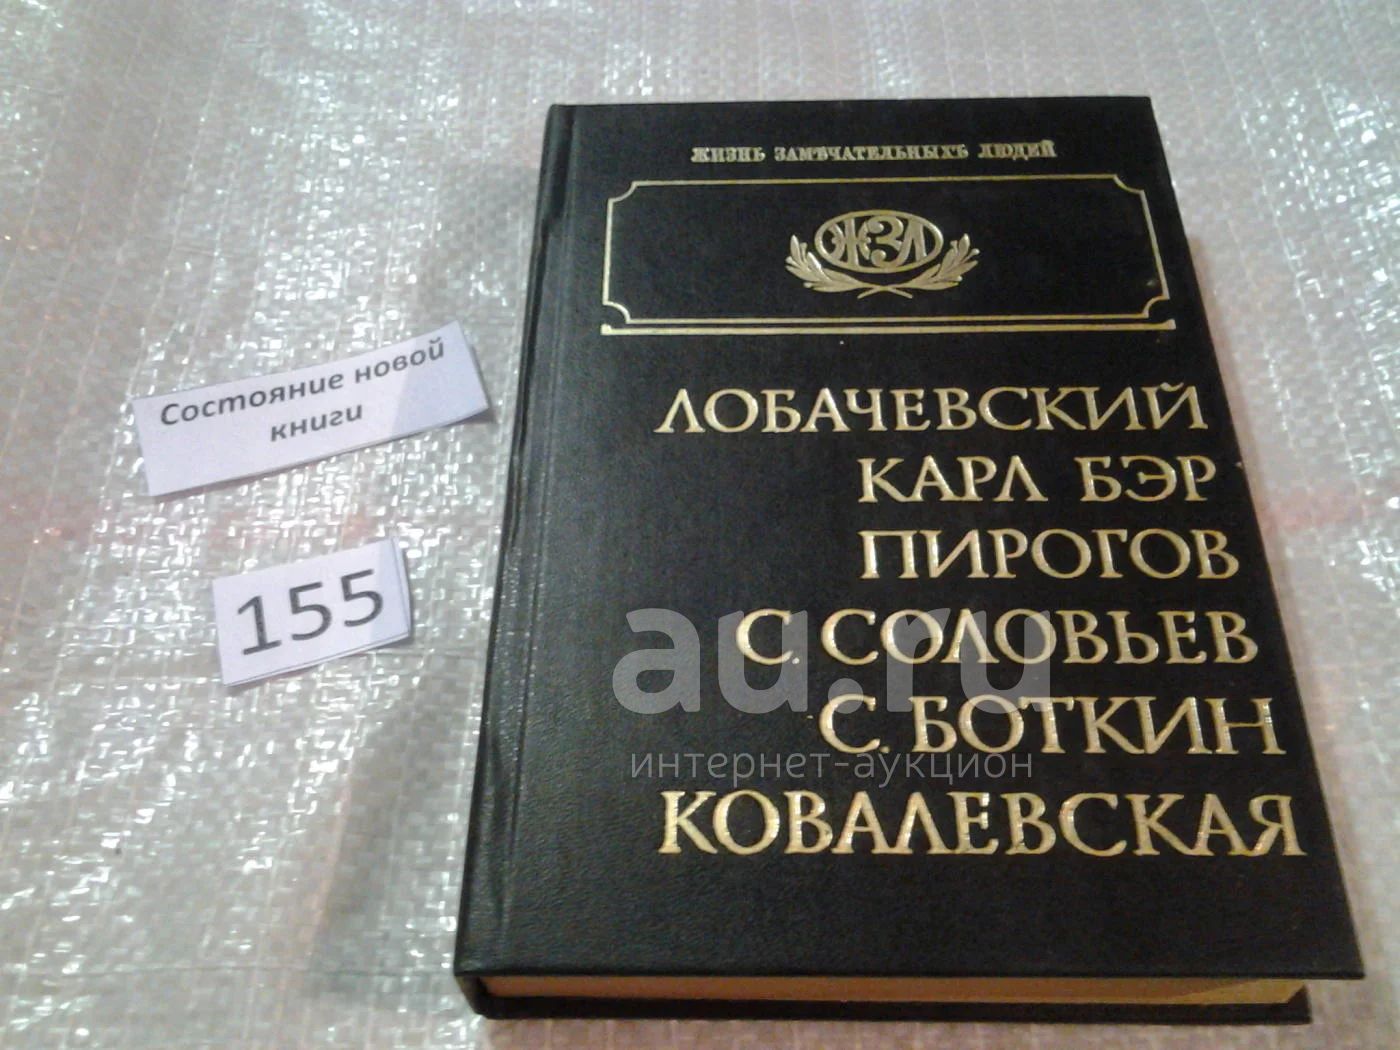 ЖИЗНЬ ЗАМѢЧАТЕЛЬНЫХЪ ЛЮДЕЙ
ЖЗЛ
ЛОБАЧЕВСКИЙ
КАРЛ БЭР
ПИРОГОВ
С. СОЛОВЬЕВ
С. БОТКИН
КОВАЛЕВСКАЯ
Состояние новой
книги
155
au.ru
интернет-аукцион